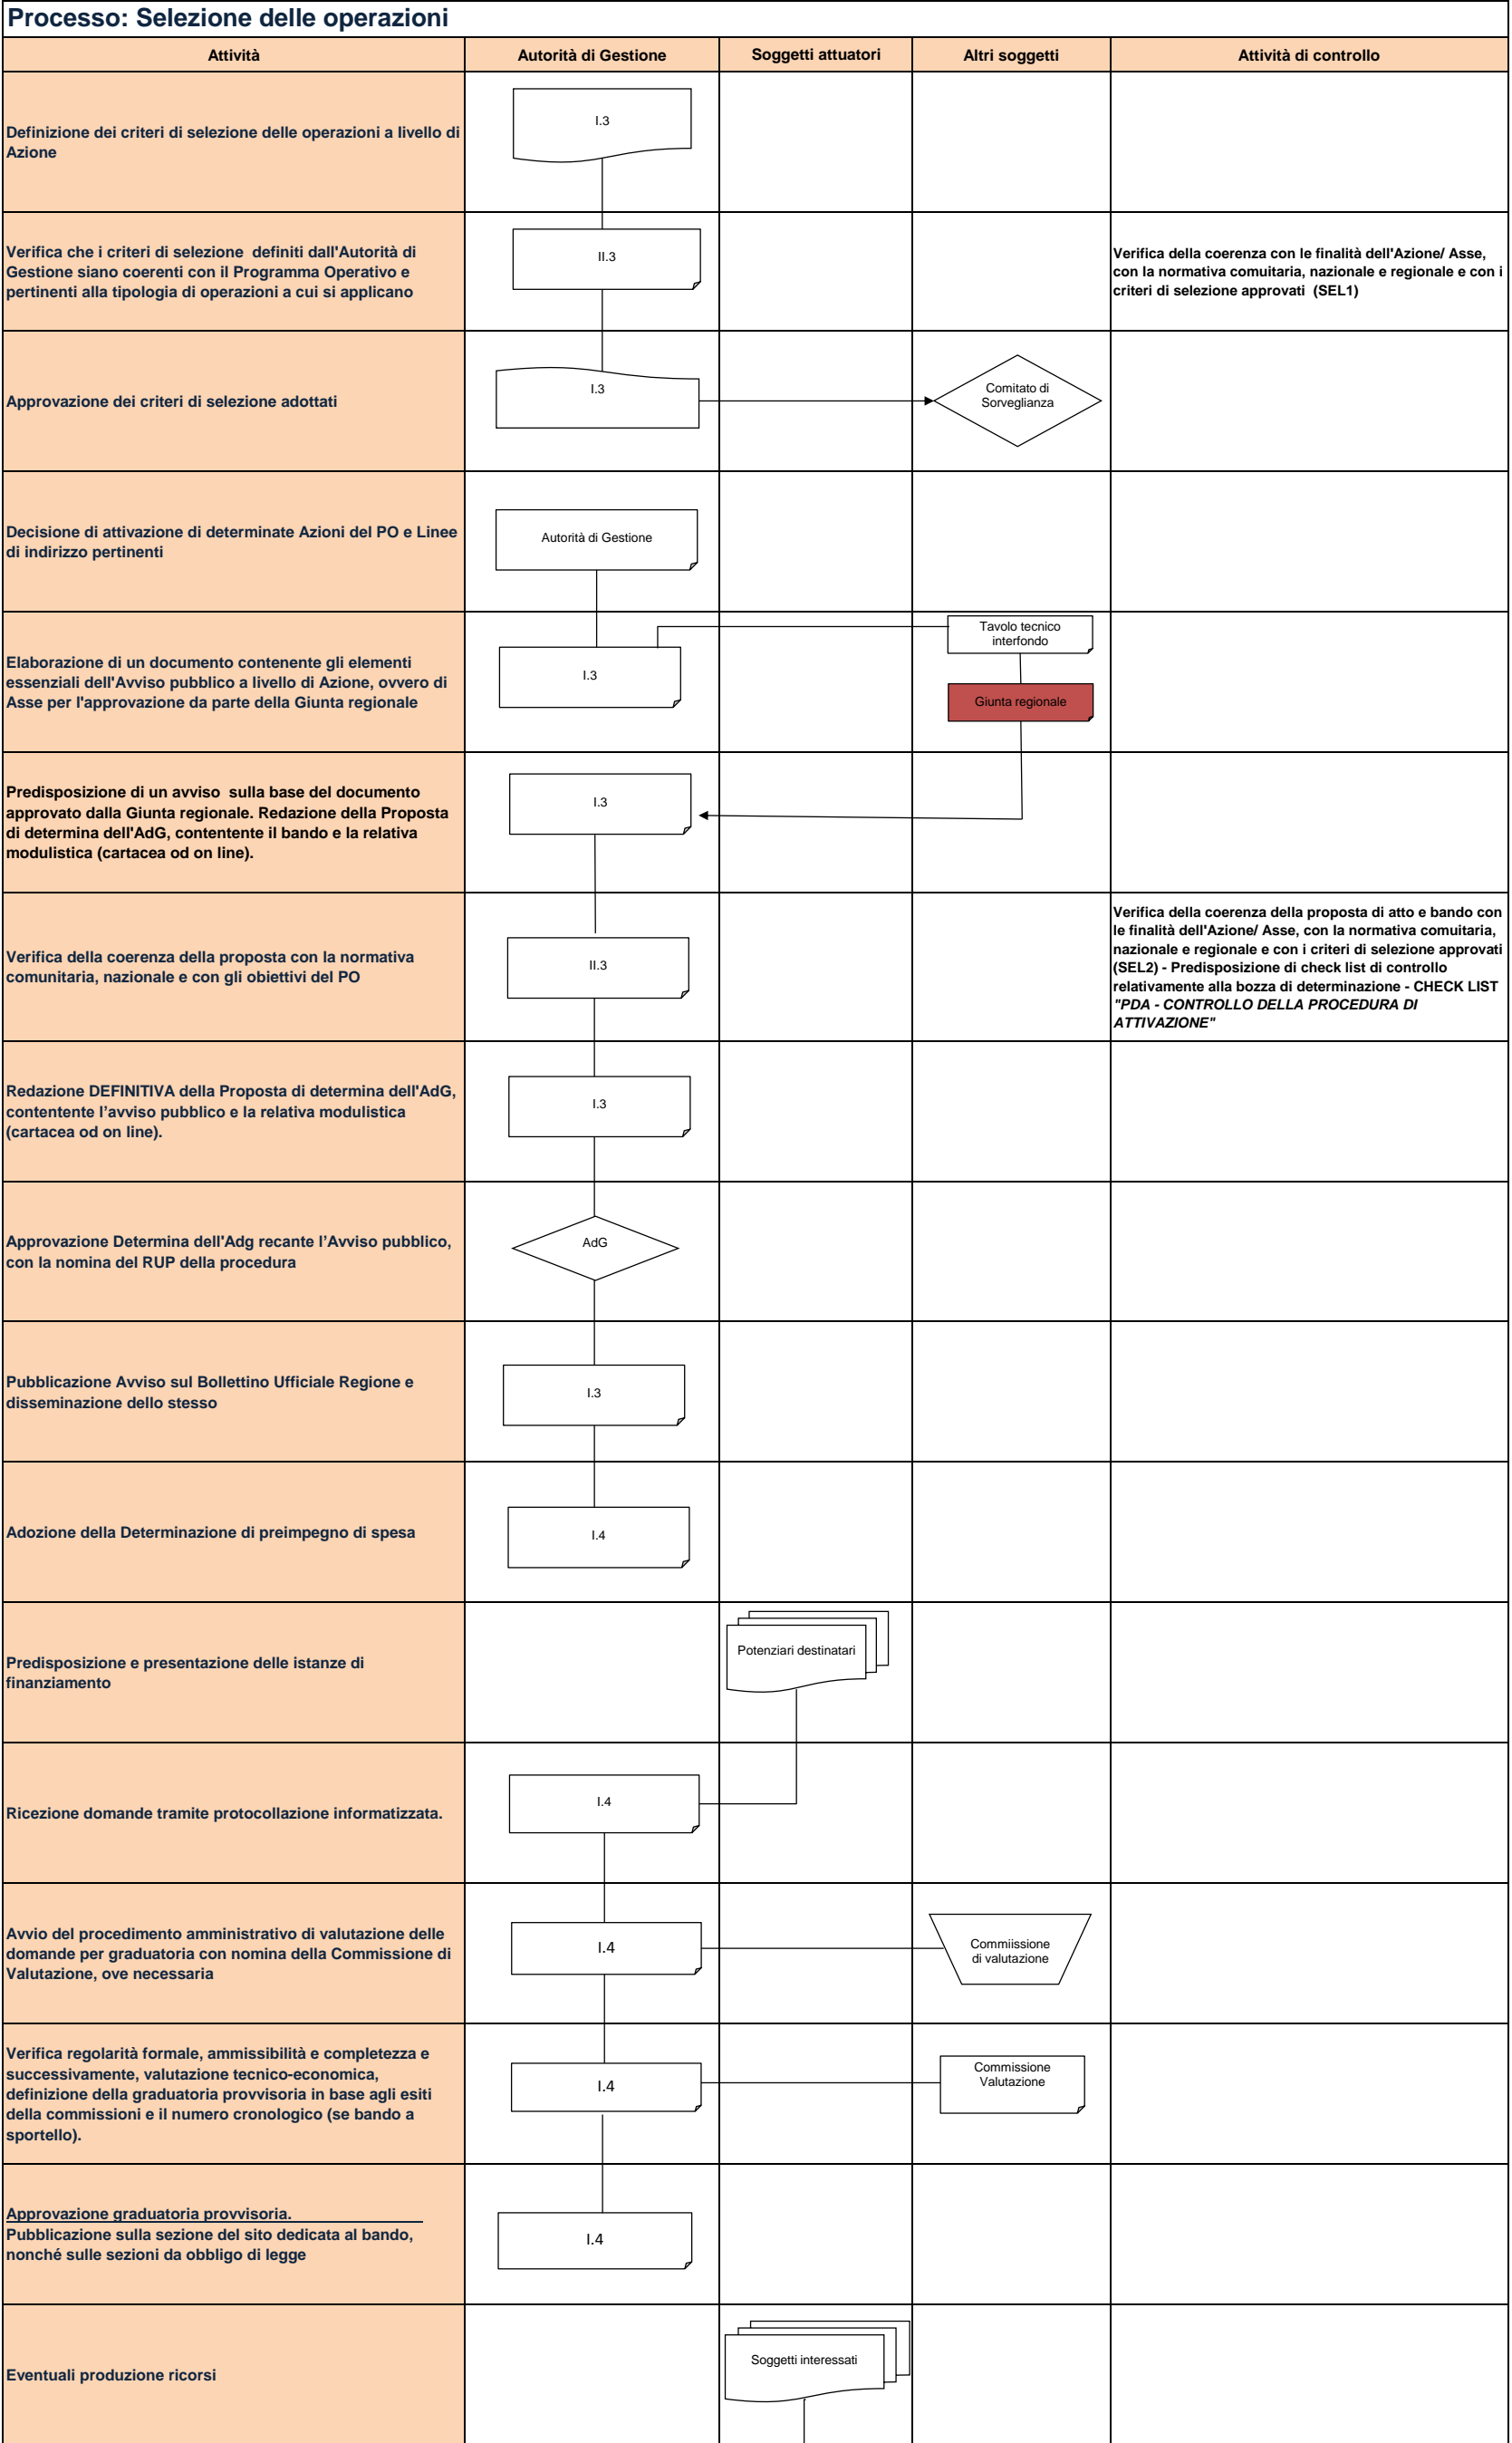 Processo: Selezione delle operazioni
Attività
Autorità di Gestione
Soggetti attuatori
Altri soggetti
Attività di controllo
Definizione dei criteri di selezione delle operazioni a livello di
Azione
I.3
Verifica che i criteri di selezione definiti dall'Autorità di
Gestione siano coerenti con il Programma Operativo e
pertinenti alla tipologia di operazioni a cui si applicano
II.3
Verifica della coerenza con le finalità dell'Azione/ Asse,
con la normativa comuitaria, nazionale e regionale e con i
criteri di selezione approvati (SEL1)
Approvazione dei criteri di selezione adottati
I.3
Comitato di
Sorveglianza
Decisione di attivazione di determinate Azioni del PO e Linee
di indirizzo pertinenti
Autorità di Gestione
Elaborazione di un documento contenente gli elementi
essenziali dell'Avviso pubblico a livello di Azione, ovvero di
Asse per l'approvazione da parte della Giunta regionale
I.3
Tavolo tecnico
interfondo
Giunta regionale
Predisposizione di un avviso sulla base del documento
approvato dalla Giunta regionale. Redazione della Proposta
di determina dell'AdG, contentente il bando e la relativa
modulistica (cartacea od on line).
I.3
Verifica della coerenza della proposta con la normativa
comunitaria, nazionale e con gli obiettivi del PO
II.3
Verifica della coerenza della proposta di atto e bando con
le finalità dell'Azione/ Asse, con la normativa comuitaria,
nazionale e regionale e con i criteri di selezione approvati
(SEL2) - Predisposizione di check list di controllo
relativamente alla bozza di determinazione - CHECK LIST
"PDA - CONTROLLO DELLA PROCEDURA DI
ATTIVAZIONE"
Redazione DEFINITIVA della Proposta di determina dell'AdG,
contentente l’avviso pubblico e la relativa modulistica
(cartacea od on line).
I.3
Approvazione Determina dell'Adg recante l’Avviso pubblico,
con la nomina del RUP della procedura
AdG
Pubblicazione Avviso sul Bollettino Ufficiale Regione e
disseminazione dello stesso
I.3
Adozione della Determinazione di preimpegno di spesa
I.4
Predisposizione e presentazione delle istanze di
finanziamento
Potenziari destinatari
Ricezione domande tramite protocollazione informatizzata.
I.4
Avvio del procedimento amministrativo di valutazione delle
domande per graduatoria con nomina della Commissione di
Valutazione, ove necessaria
I.4
Commiissione
di valutazione
Verifica regolarità formale, ammissibilità e completezza e
successivamente, valutazione tecnico-economica,
definizione della graduatoria provvisoria in base agli esiti
della commissioni e il numero cronologico (se bando a
sportello).
I.4
Commissione
Valutazione
Approvazione graduatoria provvisoria.
Pubblicazione sulla sezione del sito dedicata al bando,
nonché sulle sezioni da obbligo di legge
I.4
Eventuali produzione ricorsi
Soggetti interessati